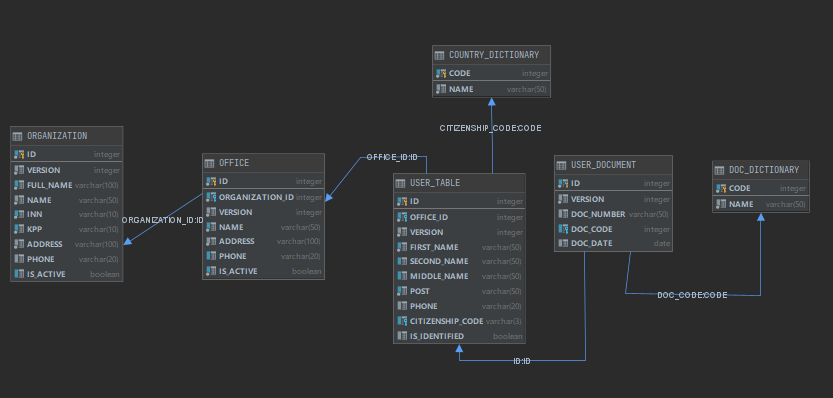 COUNTRY_DICTIONARY
CODE integer
NAME varchar(50)
CITIZENSHIP_CODE:CODE
ORGANIZATION
ID integer
VERSION integer
FULL_NAME varchar(100)
NAME varchar(50)
INN varchar(10)
KPP varchar(10)
ADDRESS varchar(100)
PHONE varchar(20)
IS_ACTIVE boolean
ORGANIZATION_ID:ID
OFFICE
ID integer
ORGANIZATION_ID integer
VERSION integer
NAME varchar(50)
ADDRESS varchar(100)
PHONE varchar(20)
IS_ACTIVE boolean
OFFICE_ID:ID
USER_TABLE
ID integer
OFFICE_ID integer
VERSION integer
FIRST_NAME varchar(50)
SECOND_NAME varchar(50)
MIDDLE_NAME varchar(50)
POST varchar(50)
PHONE varchar(20)
CITIZENSHIP_CODE varchar(3)
IS_IDENTIFIED boolean
ID:ID
USER_DOCUMENT
ID integer
VERSION integer
DOC_NUMBER varchar(50)
DOC_CODE integer
DOC_DATE date
DOC_CODE:CODE
DOC_DICTIONARY
CODE integer
NAME varchar(50)